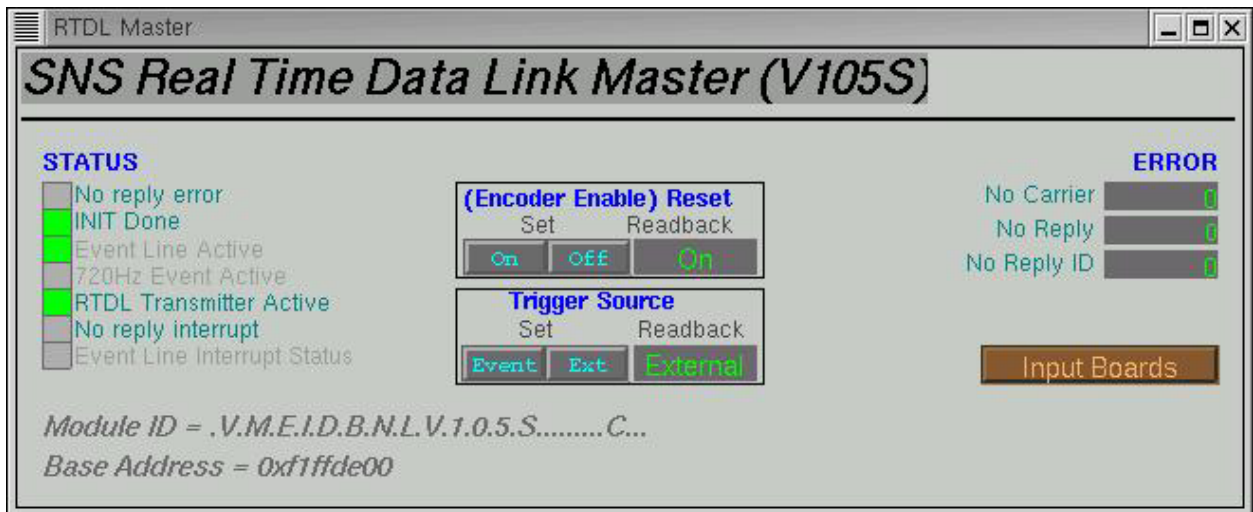 RTDL Master
SNS Real Time Data Link Master (V105S)
STATUS
No reply error
INIT Done
Event Line Active
720Hz Event Active
RTDL Transmitter Active
No reply interrupt
Event Line Interrupt Status
(Encoder Enable) Reset
Set Readback
On Off On
Trigger Source
Set Readback
Event Ext External
ERROR
No Carrier 0
No Reply 0
No Reply ID 0
Input Boards
Module ID = .V.M.E.I.D.B.N.L.V.1.0.5.S.........C...
Base Address = 0xf1ffde00